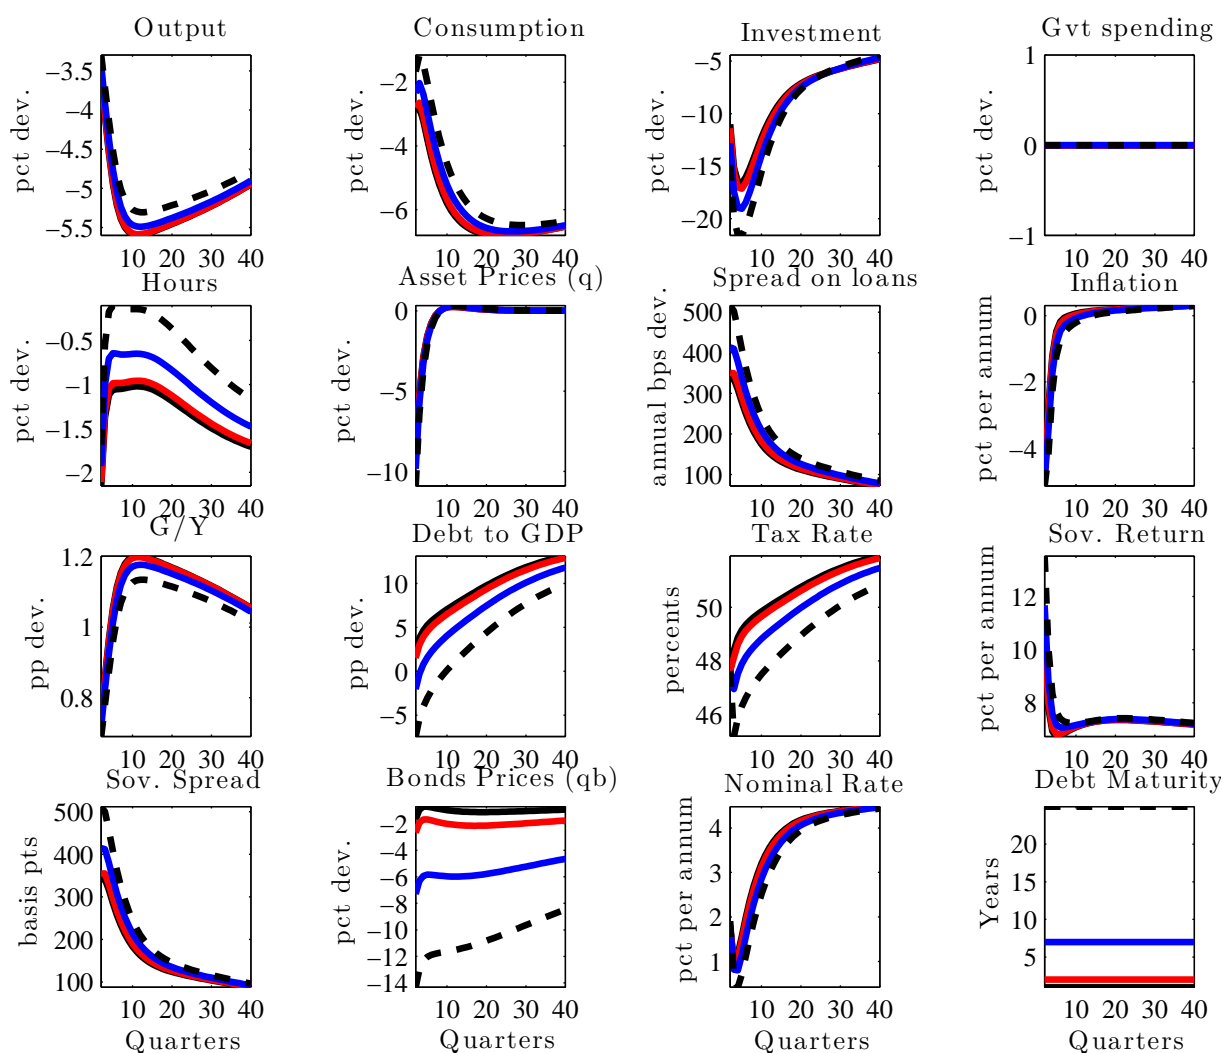 Output
Consumption
Investment
Gvt spending
pct dev.
−3.5
−4
−4.5
−5
−5.5
10 20 30 40
pct dev.
−2
−4
−6
10 20 30 40
pct dev.
−5
−10
−15
−20
10 20 30 40
pct dev.
1
0
−1
10 20 30 40
Hours
Asset Prices (q)
Spread on loans
Inflation
pct dev.
−0.5
−1
−1.5
−2
10 20 30 40
pct dev.
0
−5
−10
10 20 30 40
annual bps dev.
500
400
300
200
100
10 20 30 40
pct per annum
0
−2
−4
10 20 30 40
G/Y
Debt to GDP
Tax Rate
Sov. Return
pp dev.
1.2
1
0.8
10 20 30 40
pp dev.
10
5
0
−5
10 20 30 40
percents
50
48
46
10 20 30 40
pct per annum
12
10
8
10 20 30 40
Sov. Spread
Bonds Prices (qb)
Nominal Rate
Debt Maturity
basis pts
500
400
300
200
100
10 20 30 40
Quarters
pct dev.
−2
−4
−6
−8
−10
−12
−14
10 20 30 40
Quarters
pct per annum
4
3
2
1
10 20 30 40
Quarters
Years
20
15
10
5
10 20 30 40
Quarters